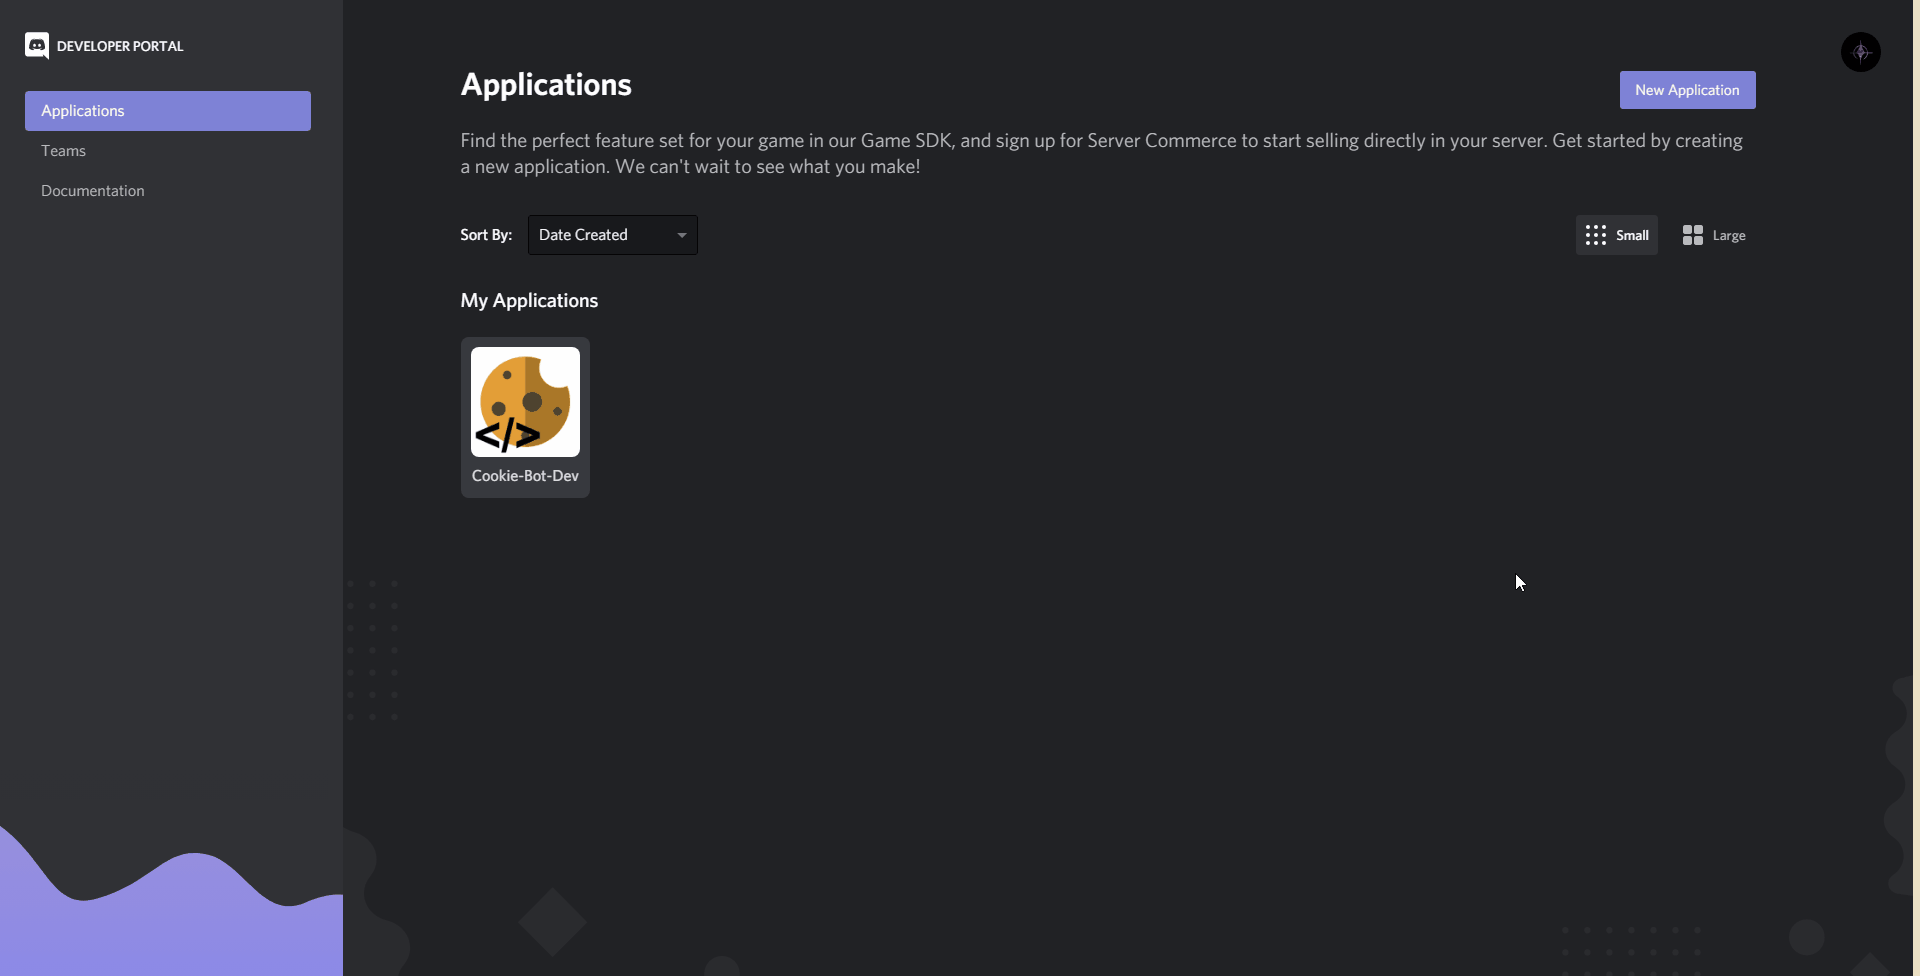 DEVELOPER PORTAL
Applications
Teams
Documentation
Applications
New Application
Find the perfect feature set for your game in our Game SDK, and sign up for Server Commerce to start selling directly in your server. Get started by creating
a new application. We can't wait to see what you make!
Sort By: Date Created
Small Large
My Applications
</>
Cookie-Bot-Dev